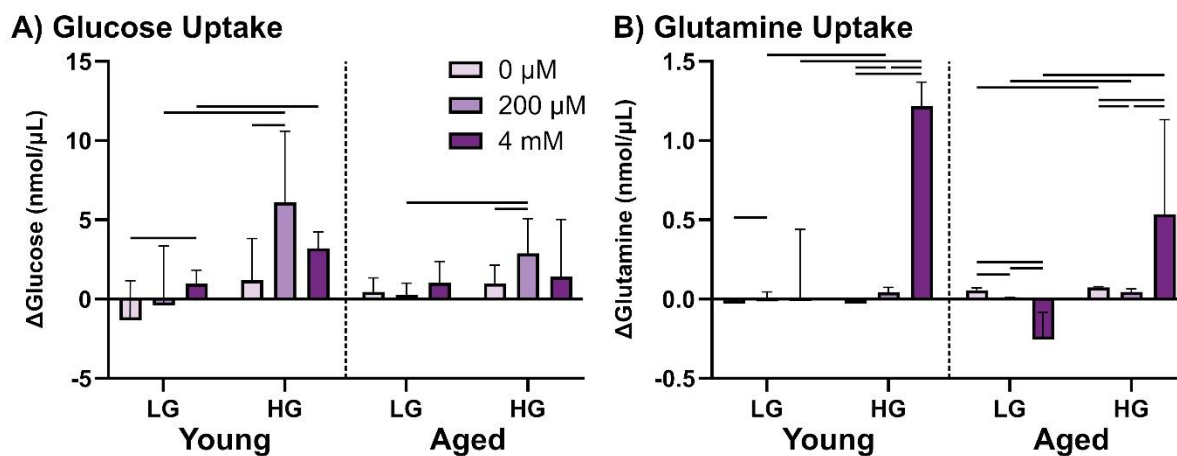 A) Glucose Uptake
ΔGlucose (nmol/µL)
15
10
5
0
-5
0 µM
200 µM
4 mM
LG HG LG HG
Young Aged
B) Glutamine Uptake
ΔGlutamine (nmol/µL)
1.5
1.0
0.5
0.0
-0.5
LG HG LG HG
Young Aged